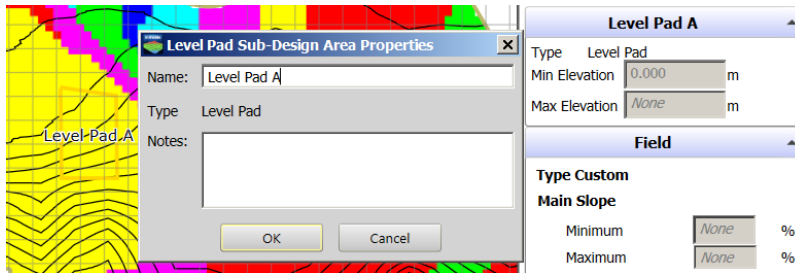 Level Pad A
Level Pad Sub-Design Area Properties
Name: Level Pad A
Type Level Pad
Notes:
OK Cancel
Level Pad A
Type Level Pad
Min Elevation 0.000 m
Max Elevation None m
Field
Type Custom
Main Slope
Minimum None %
Maximum None %